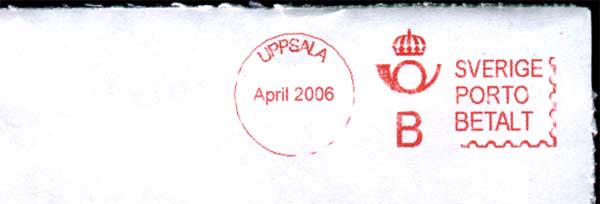 UPPSALA
April 2006
B
SVERIGE
PORTO
BETALT